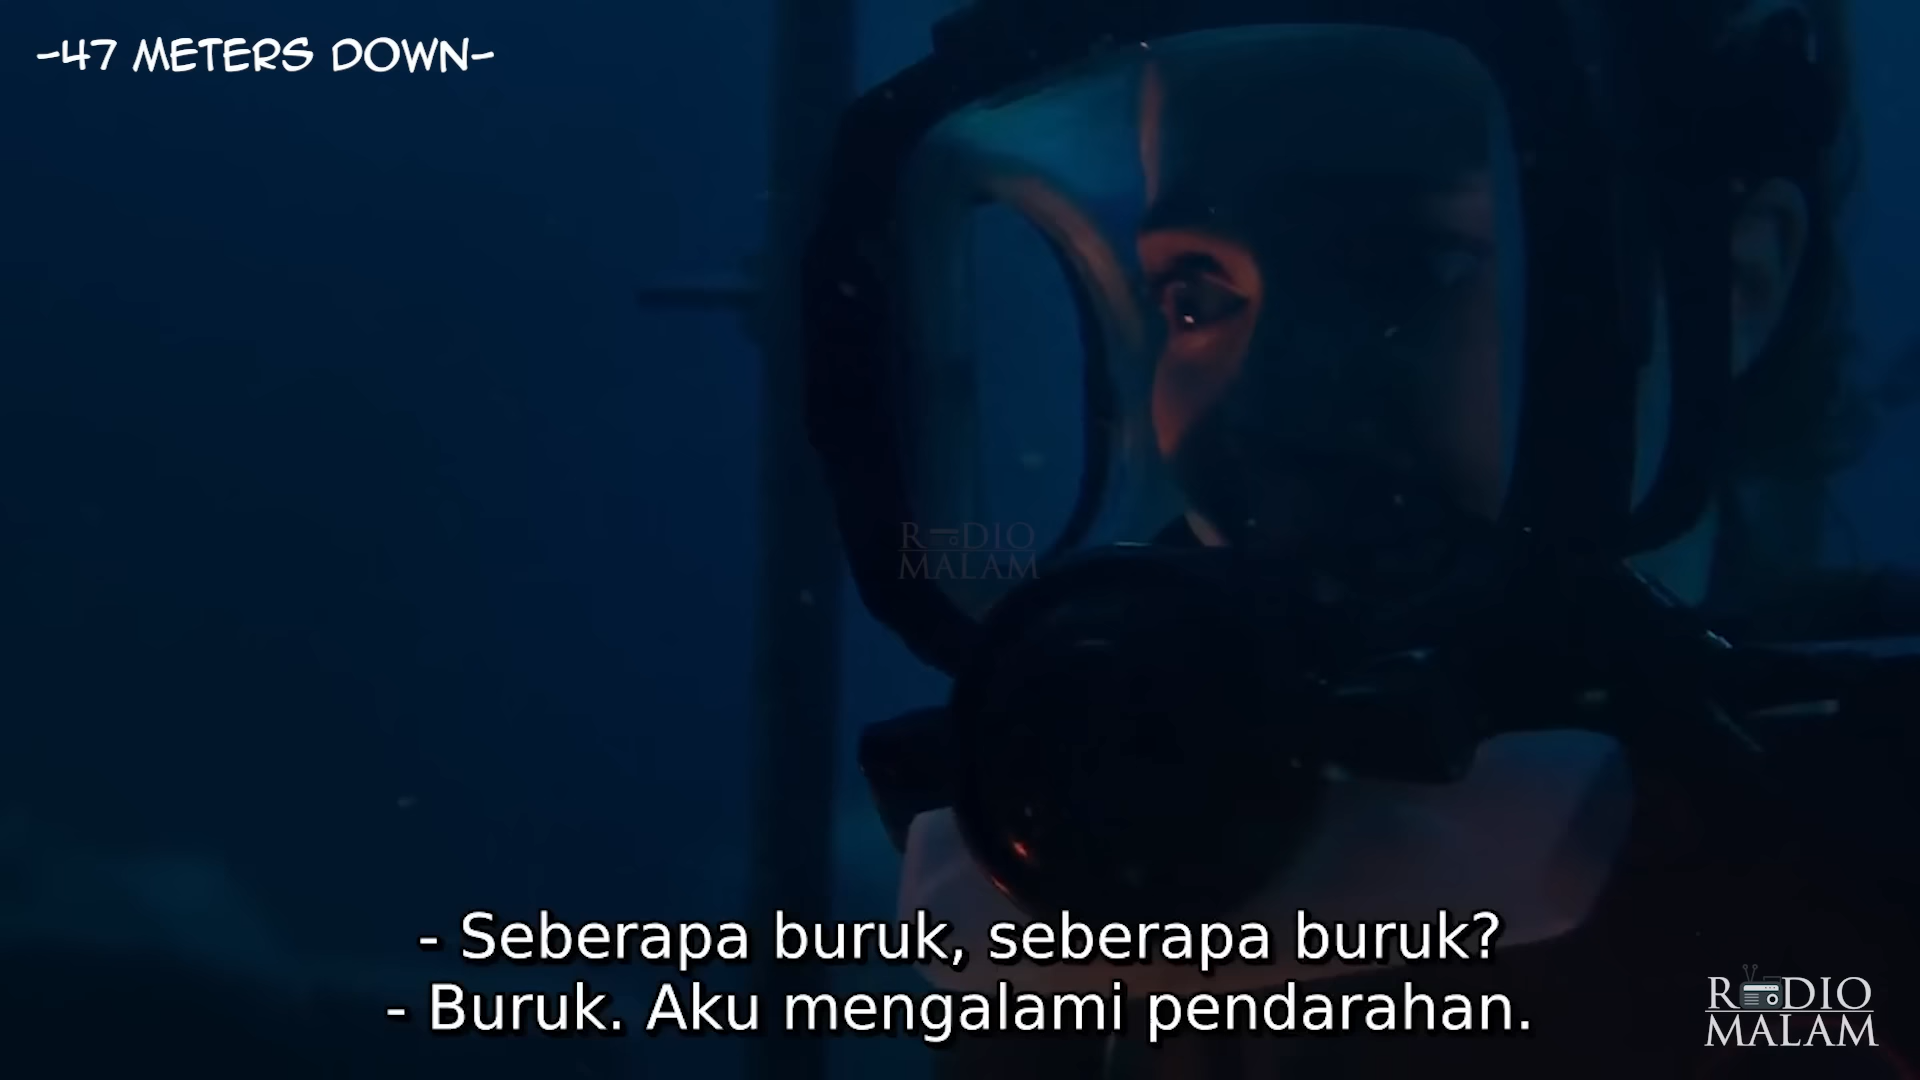 -47 METERS DOWN-
RADIO
MALAM
- Seberapa buruk, seberapa buruk?
- Buruk. Aku mengalami pendarahan.
RADIO
MALAM